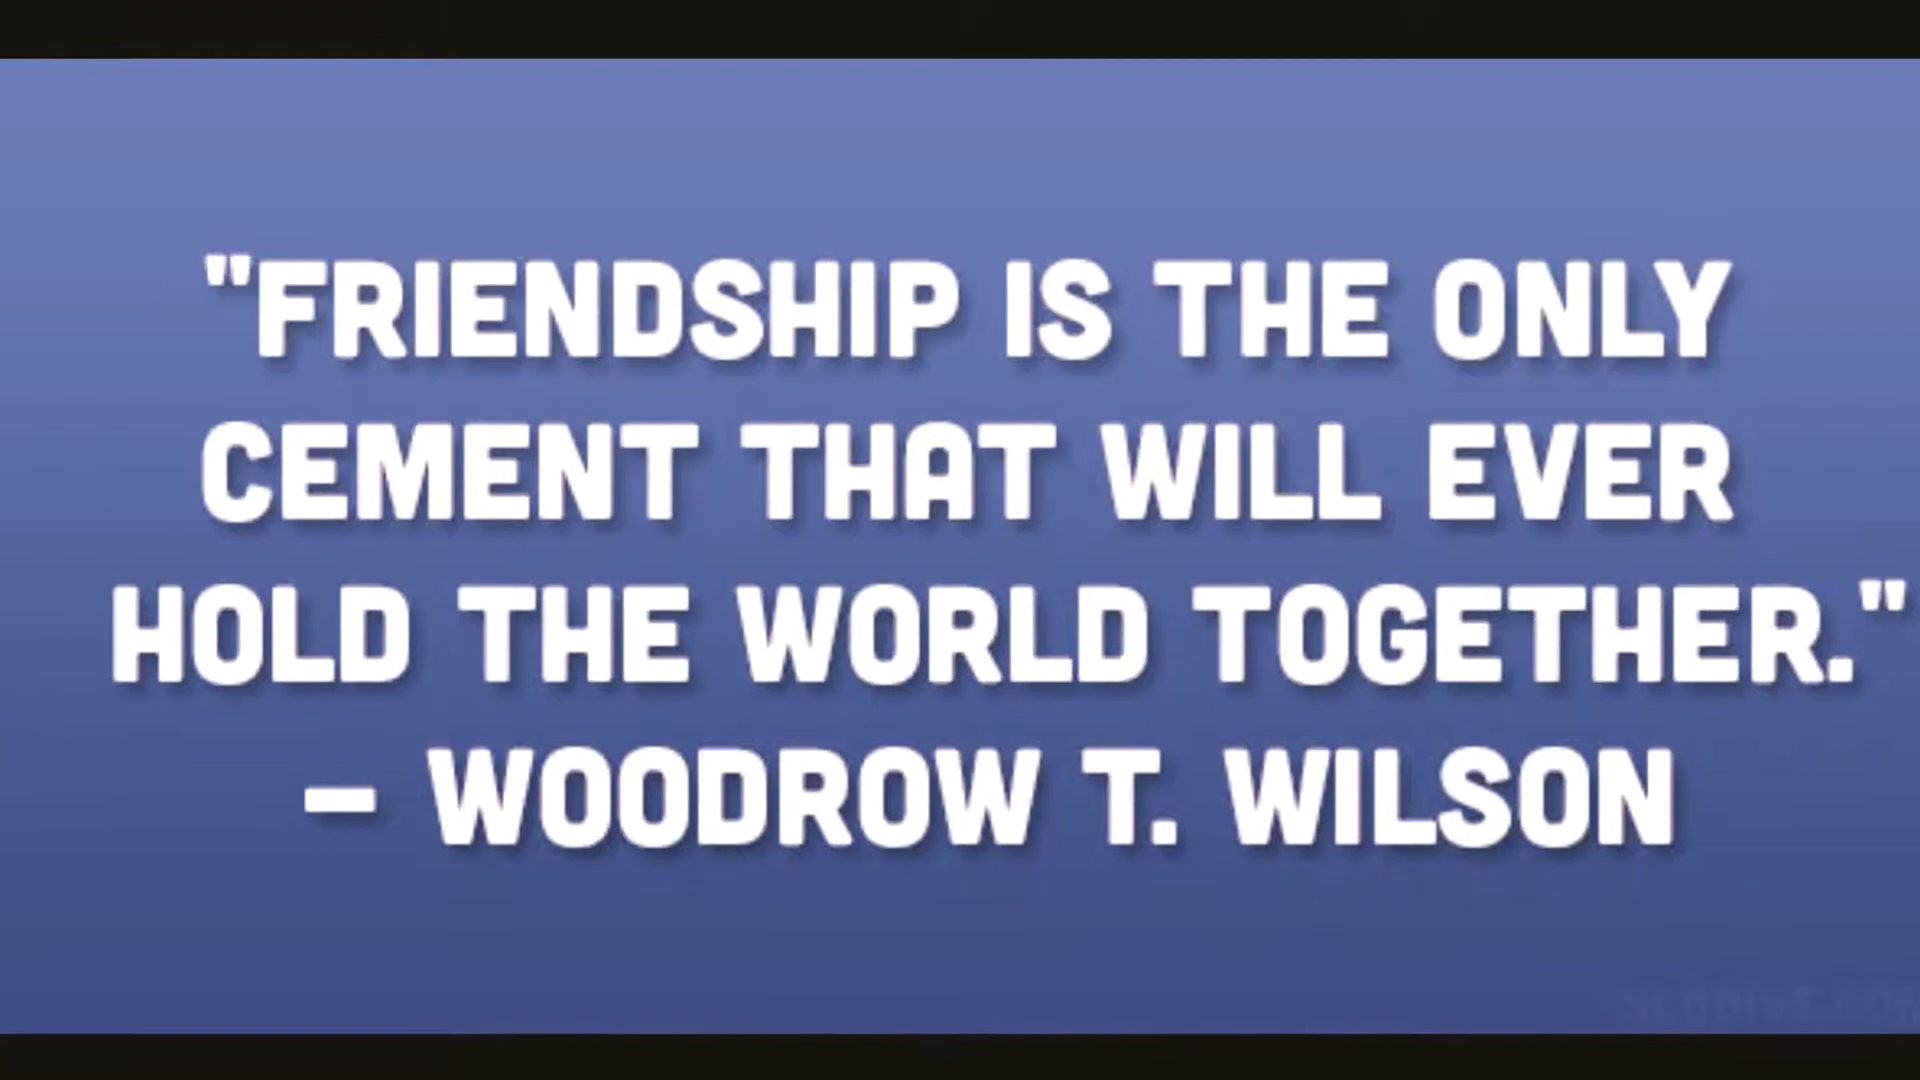 "FRIENDSHIP IS THE ONLY
CEMENT THAT WILL EVER
HOLD THE WORLD TOGETHER."
– WOODROW T. WILSON